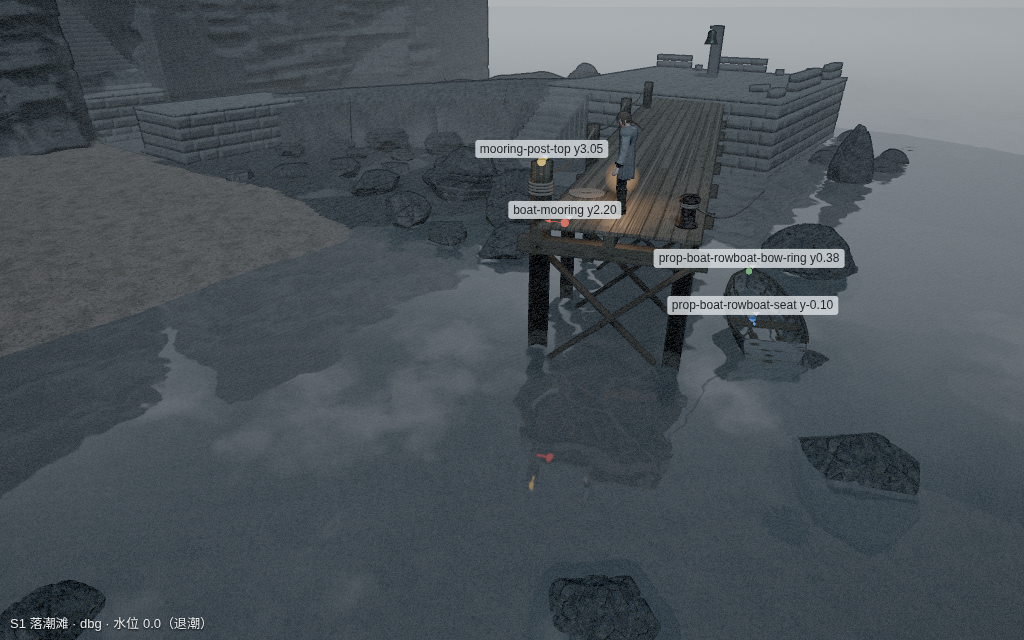 mooring-post-top y3.05
boat-mooring y2.20
prop-boat-rowboat-bow-ring y0.38
prop-boat-rowboat-seat y-0.10
S1 落潮滩 · dbg · 水位 0.0（退潮）